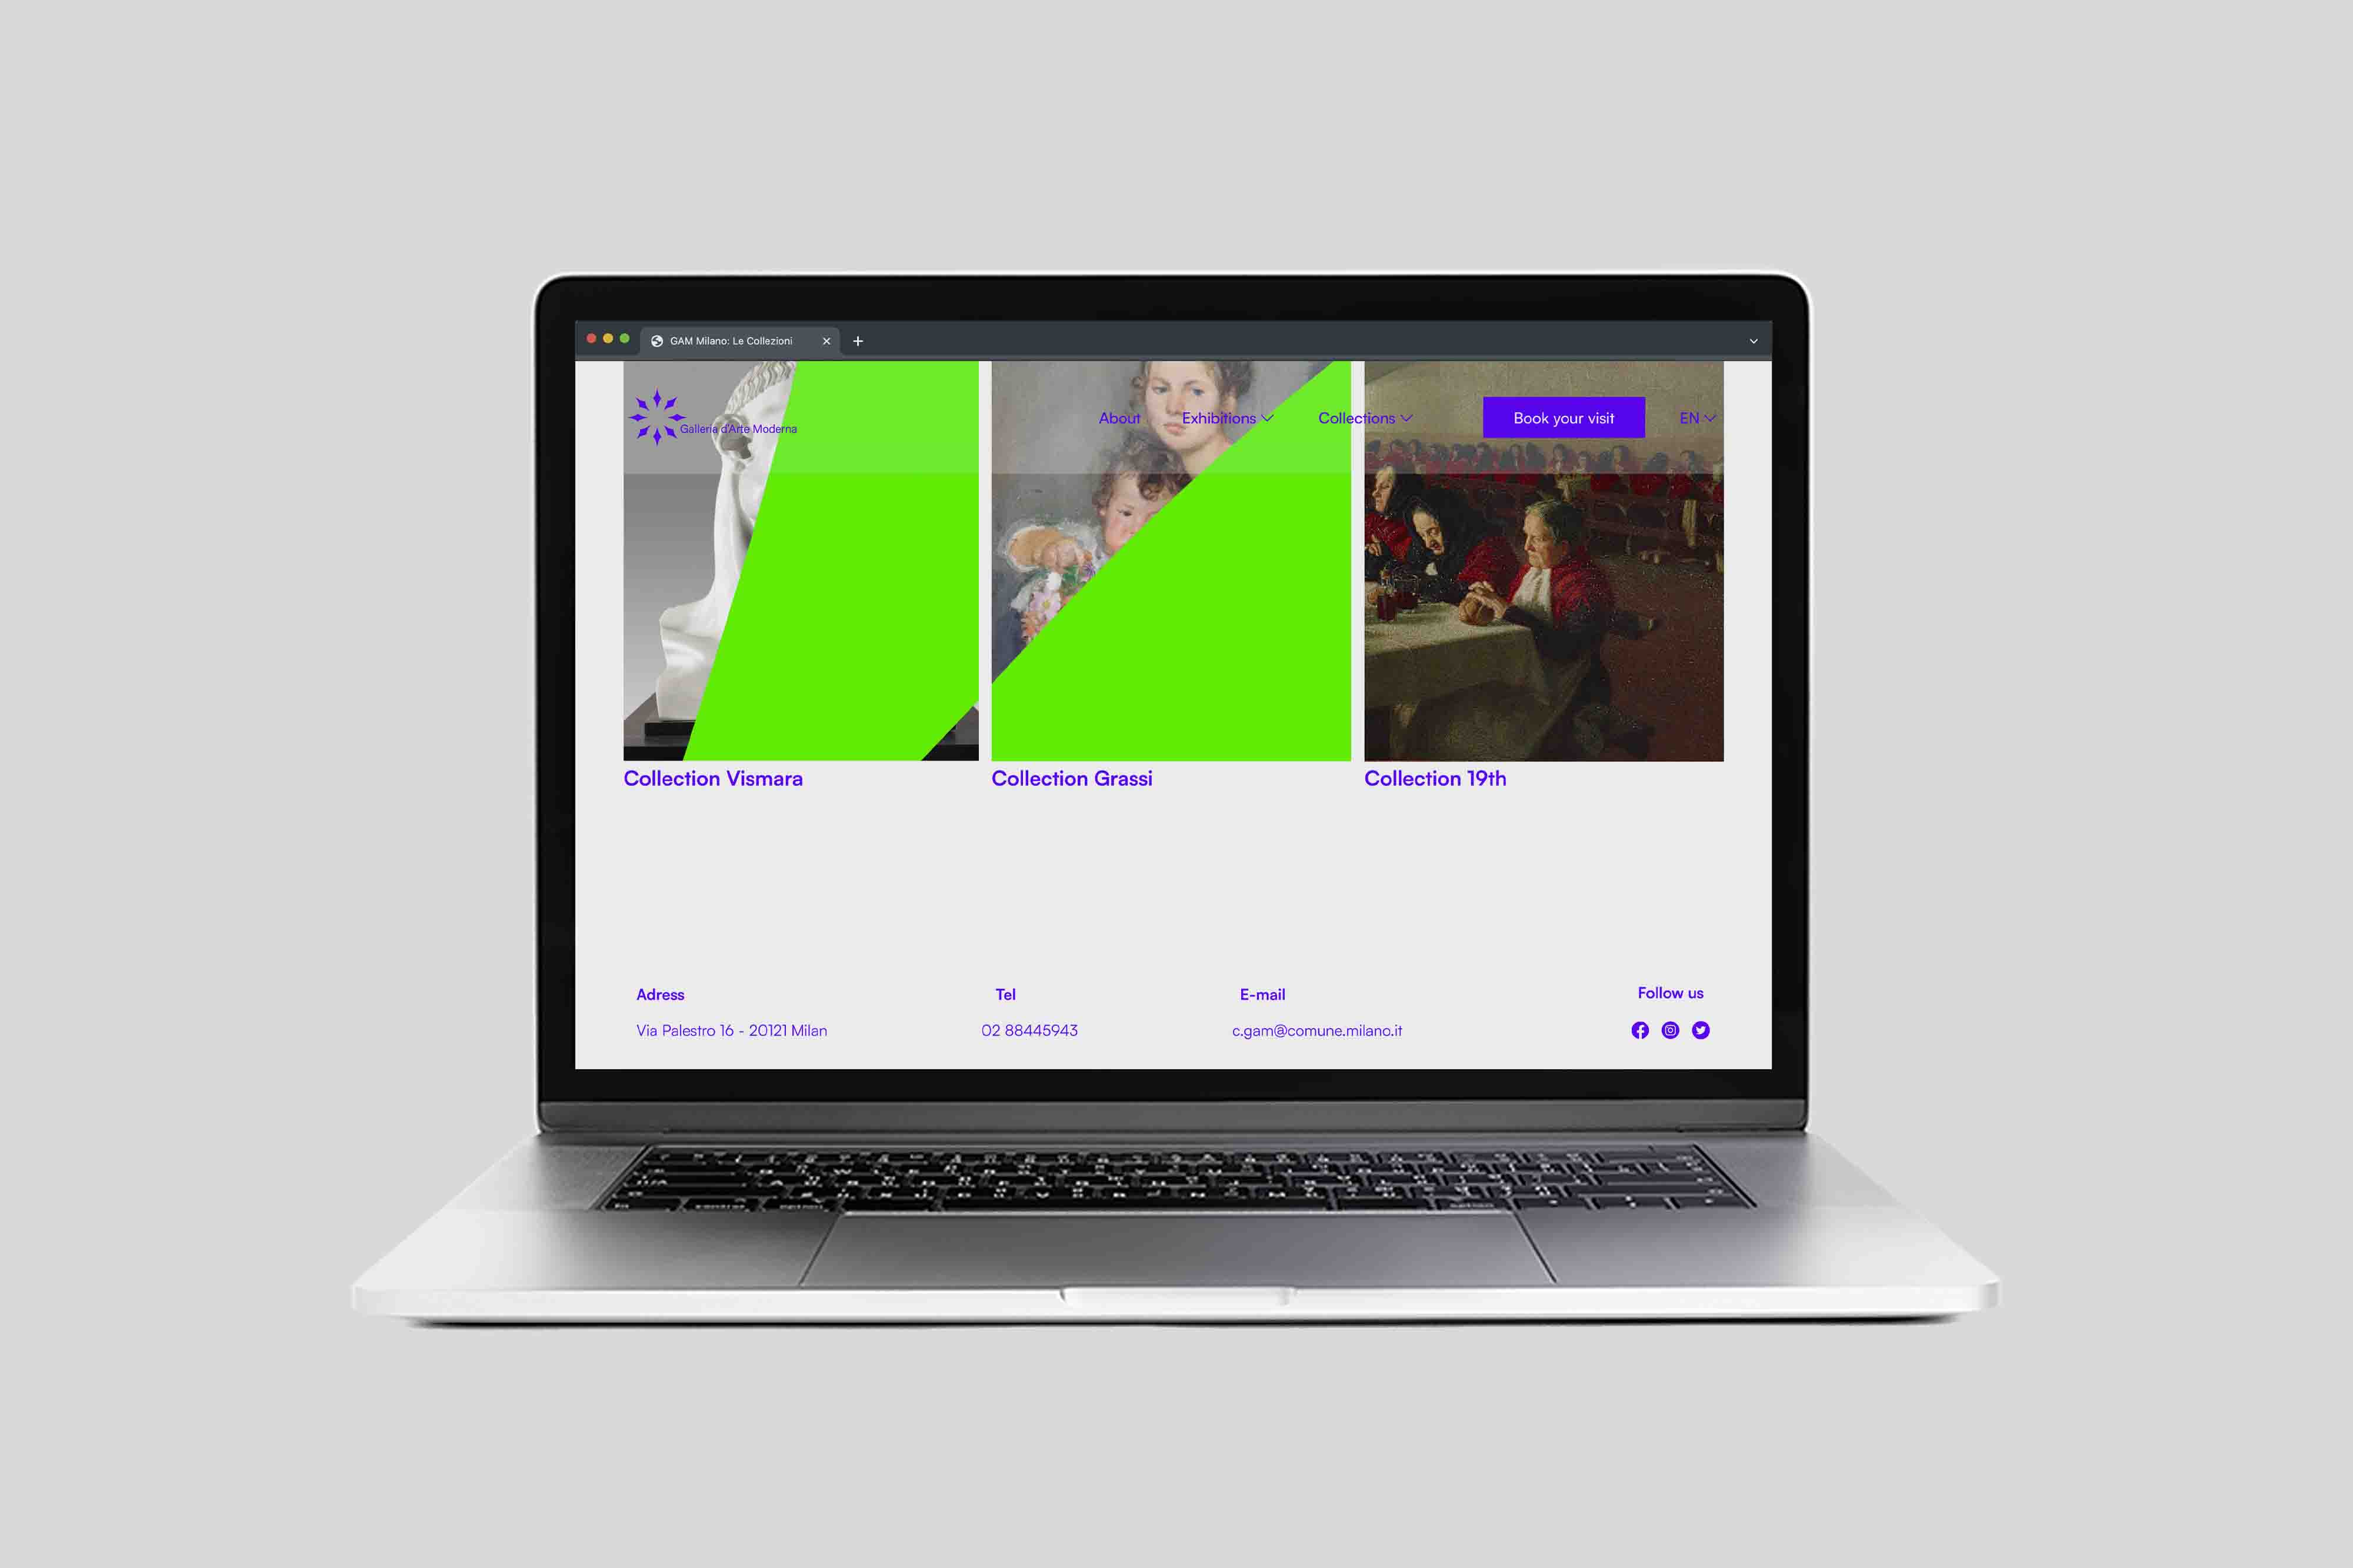 GAM Milano: Le Collezioni
Galleria d'Arte Moderna
About Exhibitions Collections Book your visit EN
Collection Vismara
Collection Grassi
Collection 19th
Adress
Via Palestro 16 - 20121 Milan
Tel
02 88445943
E-mail
c.gam@comune.milano.it
Follow us